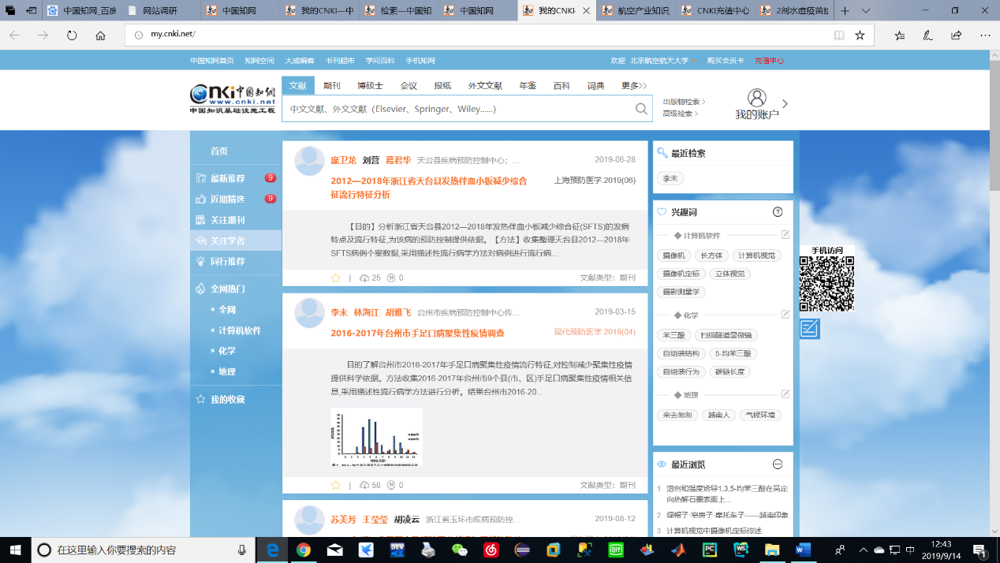 中国知网_百度
网站调研
中国知网
我的CNKI—中
检索—中国知
中国知网
我的CNKI-
航空产业知识
CNKI充值中心
2剂水痘疫苗接
my.cnki.net/
中国知网首页 知网空间 大成编客 书刊超市 学问百科 手机知网
欢迎 北京航空航天大学 购买会员卡 充值中心
cnki中国知网
www.cnki.net
中国知识基础设施工程
文献 期刊 博硕士 会议 报纸 外文文献 年鉴 百科 词典 更多>>
中文文献、外文文献（Elsevier、Springer、Wiley......）
出版物检索 >
高级检索 >
我的账户
首页
最新推荐 9
近期精选 9
关注期刊
关注学者
同行推荐
全网热门
全网
计算机软件
化学
地理
我的收藏
庞卫龙 刘营 葛君华 天台县疾病预防控制中心；... 2019-06-28
2012—2018年浙江省天台县发热伴血小板减少综合
征流行特征分析
上海预防医学.2019(06)
【目的】分析浙江省天台县2012—2018年发热伴血小板减少综合征(SFTS)的发病
特点及流行特征,为该病的预防控制提供依据。【方法】收集整理天台县2012—2018年
SFTS病例个案数据,采用描述性流行病学方法对病例进行流行病...
| 25 0 文献类型：期刊
李未 林海江 胡雅飞 台州市疾病预防控制中心传... 2019-03-15
2016-2017年台州市手足口病聚集性疫情调查 现代预防医学.2019(04)
目的了解台州市2016-2017年手足口病聚集性疫情流行特征,对控制减少聚集性疫情
提供科学依据。方法收集2016-2017年台州市9个县(市、区)手足口病聚集性疫情相关信
息,采用描述性流行病学方法进行分析。结果台州市2016-20...
| 58 0 文献类型：期刊
苏美芳 王莹莹 胡凌云 浙江省玉环市疾病预防控... 2019-08-12
最近检索
李未
兴趣词
计算机软件
摄像机 长方体 计算机视觉
摄像机定标 立体视觉
摄影测量学
化学
苯三酸 扫描隧道显微镜
自组装结构 5-均苯三酸
自组装行为 碳链长度
地理
来去匆匆 越南人 气候环境
最近浏览
1 溶剂和温度诱导1,3,5-均苯三酸在高定
向热解石墨表面上...
2 绿帽子·窄房子·摩托车子——越南印象
3 计算机视觉中摄像机定标综述
手机访问
在这里输入你要搜索的内容
中
12:43
2019/9/14
1